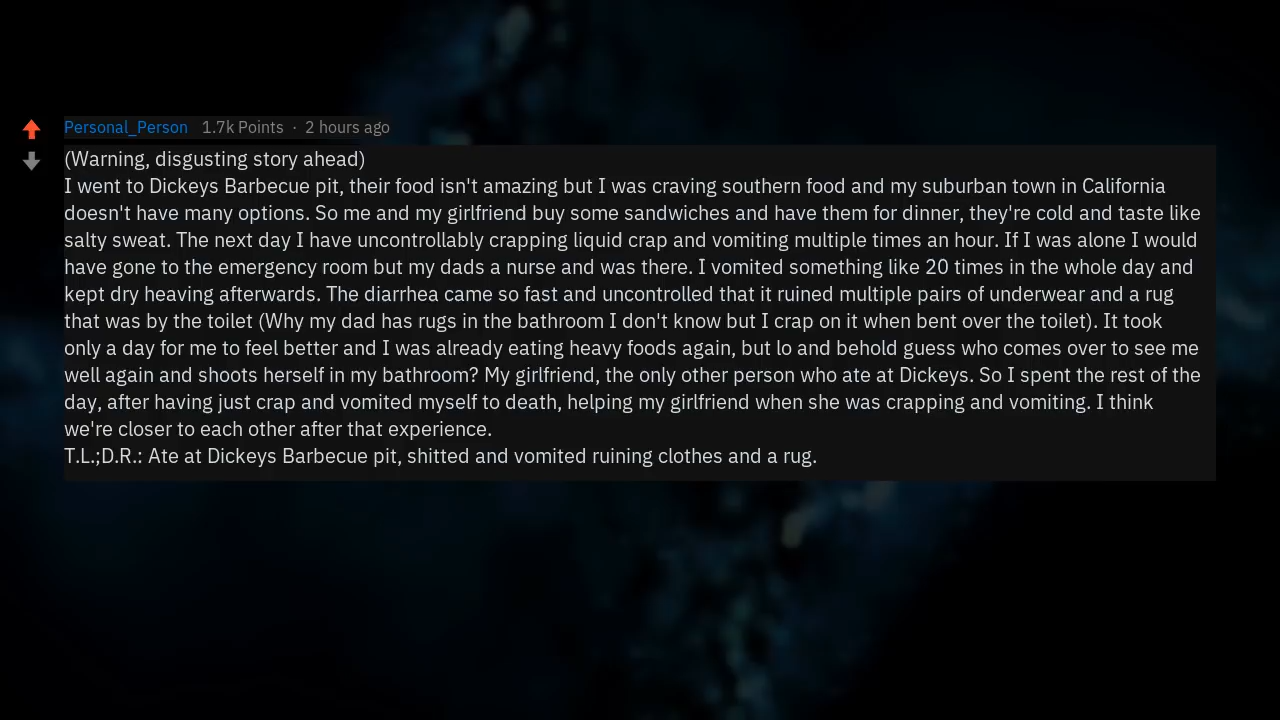 Personal_Person 1.7k Points · 2 hours ago
(Warning, disgusting story ahead)
I went to Dickeys Barbecue pit, their food isn't amazing but I was craving southern food and my suburban town in California
doesn't have many options. So me and my girlfriend buy some sandwiches and have them for dinner, they're cold and taste like
salty sweat. The next day I have uncontrollably crapping liquid crap and vomiting multiple times an hour. If I was alone I would
have gone to the emergency room but my dads a nurse and was there. I vomited something like 20 times in the whole day and
kept dry heaving afterwards. The diarrhea came so fast and uncontrolled that it ruined multiple pairs of underwear and a rug
that was by the toilet (Why my dad has rugs in the bathroom I don't know but I crap on it when bent over the toilet). It took
only a day for me to feel better and I was already eating heavy foods again, but lo and behold guess who comes over to see me
well again and shoots herself in my bathroom? My girlfriend, the only other person who ate at Dickeys. So I spent the rest of the
day, after having just crap and vomited myself to death, helping my girlfriend when she was crapping and vomiting. I think
we're closer to each other after that experience.
T.L.;D.R.: Ate at Dickeys Barbecue pit, shitted and vomited ruining clothes and a rug.